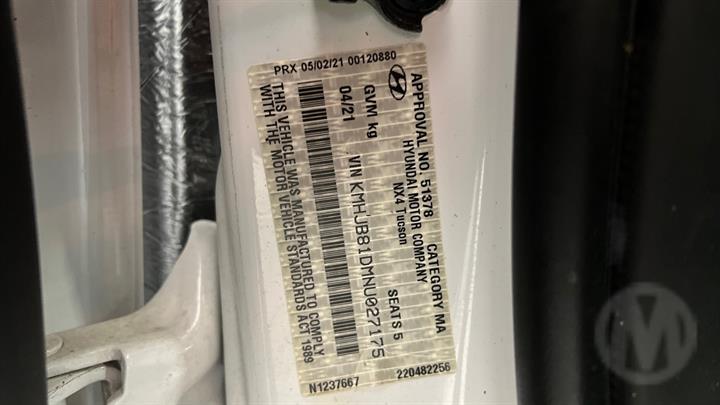 APPROVAL NO. 51378 CATEGORY MA
HYUNDAI MOTOR COMPANY
NX4 Tucson
GVM kg SEATS 5
04/21 VIN KMHJB81DMNU027175
THIS VEHICLE WAS MANUFACTURED TO COMPLY
WITH THE MOTOR VEHICLE STANDARDS ACT 1989
PRX 05/02/21 00120880
N1237667 220482256
M